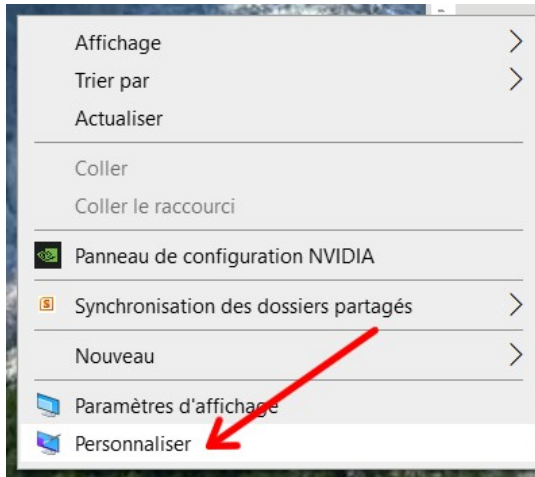 Affichage
Trier par
Actualiser
Coller
Coller le raccourci
Panneau de configuration NVIDIA
Synchronisation des dossiers partagés
Nouveau
Paramètres d'affichage
Personnaliser